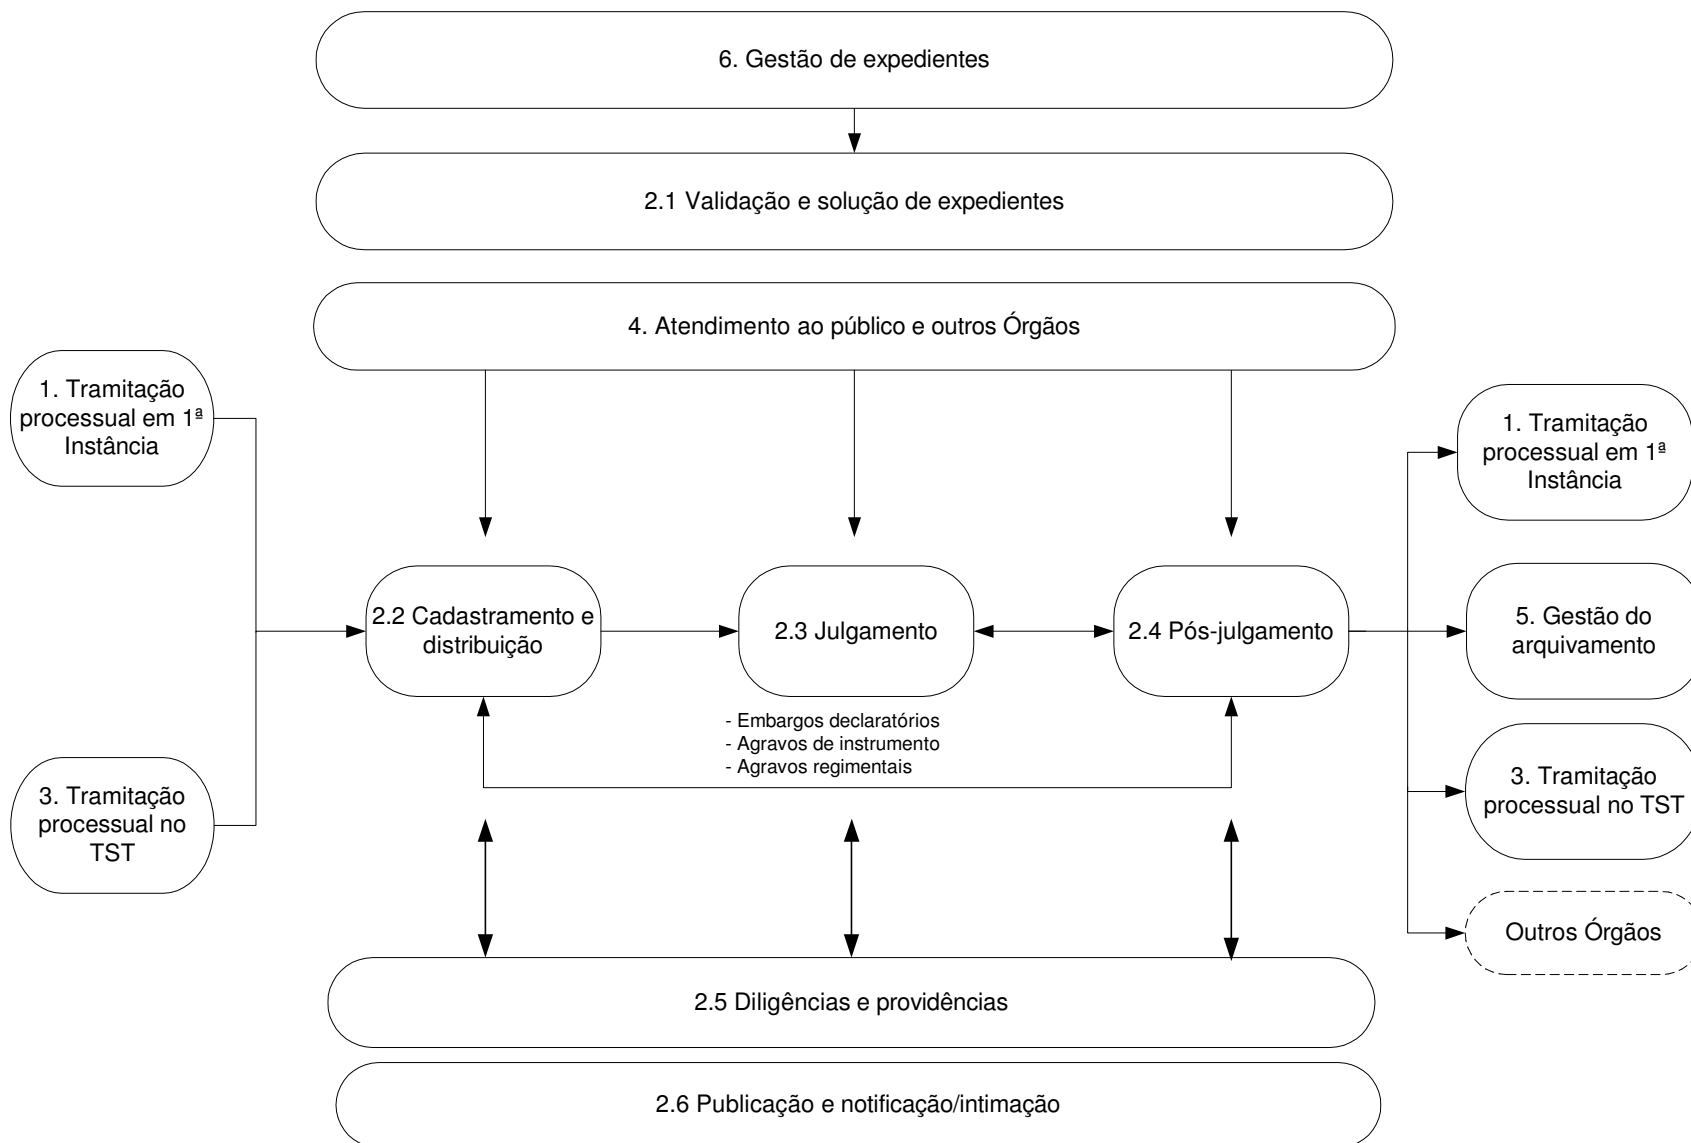 6. Gestão de expedientes
2.1 Validação e solução de expedientes
4. Atendimento ao público e outros Órgãos
1. Tramitação
processual em 1ª
Instância
3. Tramitação
processual no
TST
2.2 Cadastramento e
distribuição
2.3 Julgamento
2.4 Pós-julgamento
- Embargos declaratórios
- Agravos de instrumento
- Agravos regimentais
1. Tramitação
processual em 1ª
Instância
5. Gestão do
arquivamento
3. Tramitação
processual no TST
Outros Órgãos
2.5 Diligências e providências
2.6 Publicação e notificação/intimação